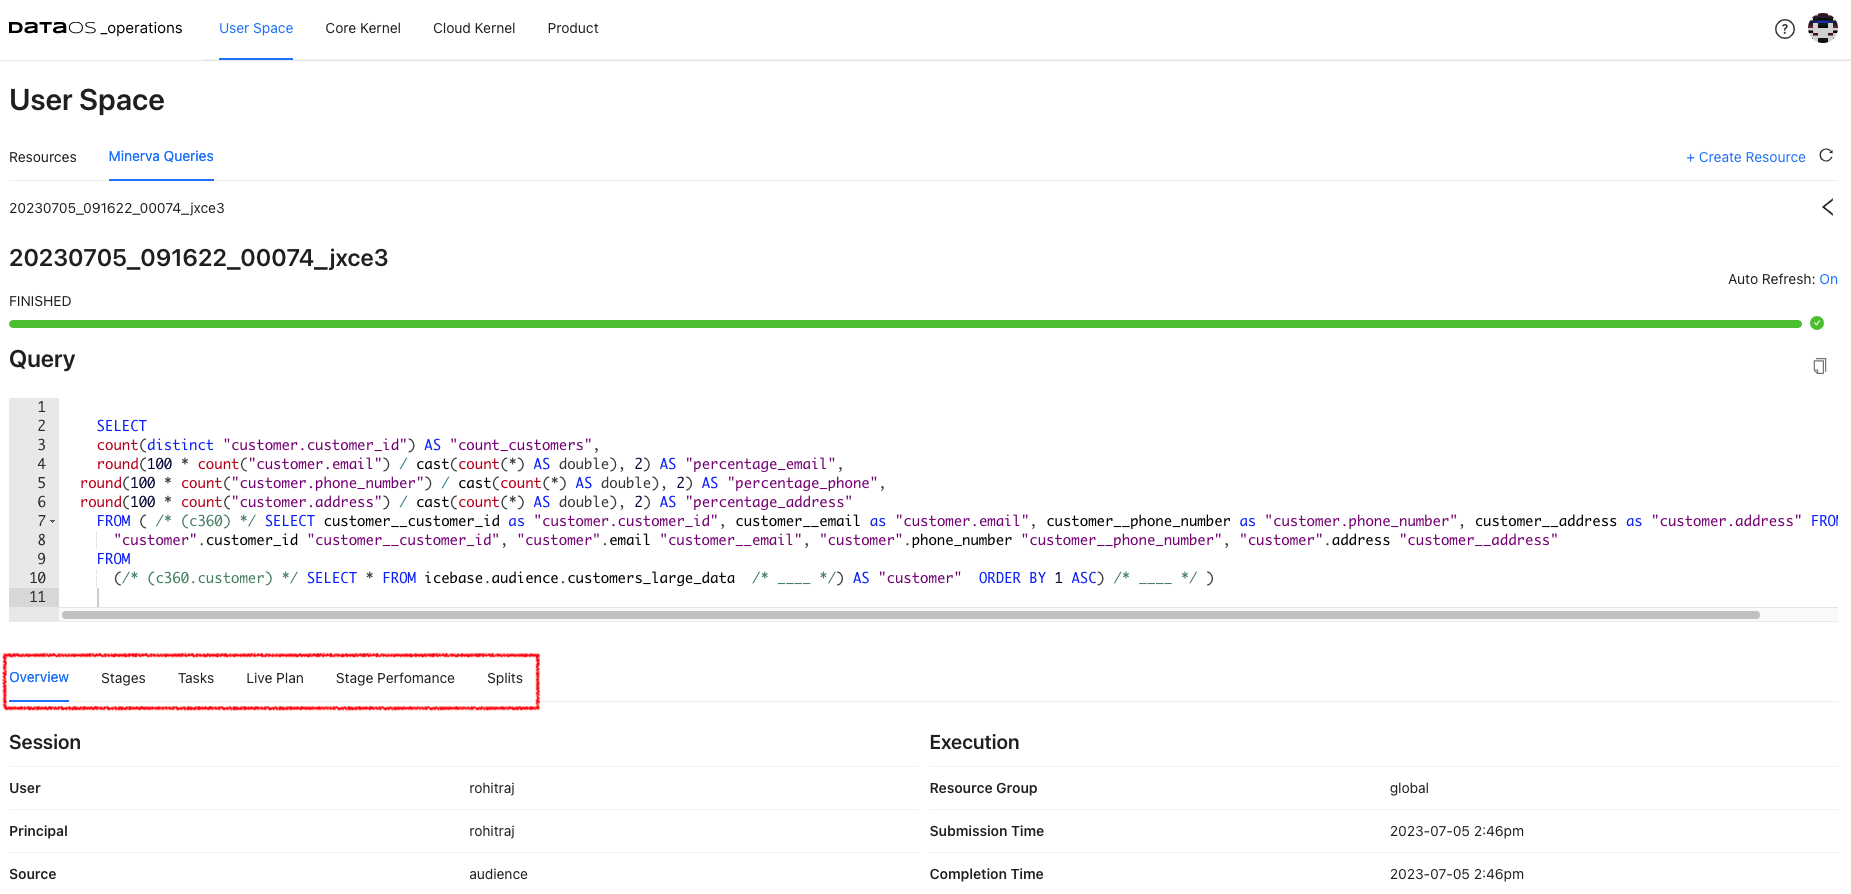 DATAOS _operations User Space Core Kernel Cloud Kernel Product
User Space
Resources Minerva Queries + Create Resource
20230705_091622_00074_jxce3
20230705_091622_00074_jxce3
Auto Refresh: On
FINISHED
Query
1
2 SELECT
3 count(distinct "customer.customer_id") AS "count_customers",
4 round(100 * count("customer.email") / cast(count(*) AS double), 2) AS "percentage_email",
5 round(100 * count("customer.phone_number") / cast(count(*) AS double), 2) AS "percentage_phone",
6 round(100 * count("customer.address") / cast(count(*) AS double), 2) AS "percentage_address"
7 FROM ( /* (c360) */ SELECT customer__customer_id as "customer.customer_id", customer__email as "customer.email", customer__phone_number as "customer.phone_number", customer__address as "customer.address" FROM
8 "customer".customer_id "customer__customer_id", "customer".email "customer__email", "customer".phone_number "customer__phone_number", "customer".address "customer__address"
9 FROM
10 (/* (c360.customer) */ SELECT * FROM icebase.audience.customers_large_data /* ____ */) AS "customer" ORDER BY 1 ASC) /* ____ */ )
11
Overview Stages Tasks Live Plan Stage Perfomance Splits
Session Execution
User rohitraj Resource Group global
Principal rohitraj Submission Time 2023-07-05 2:46pm
Source audience Completion Time 2023-07-05 2:46pm